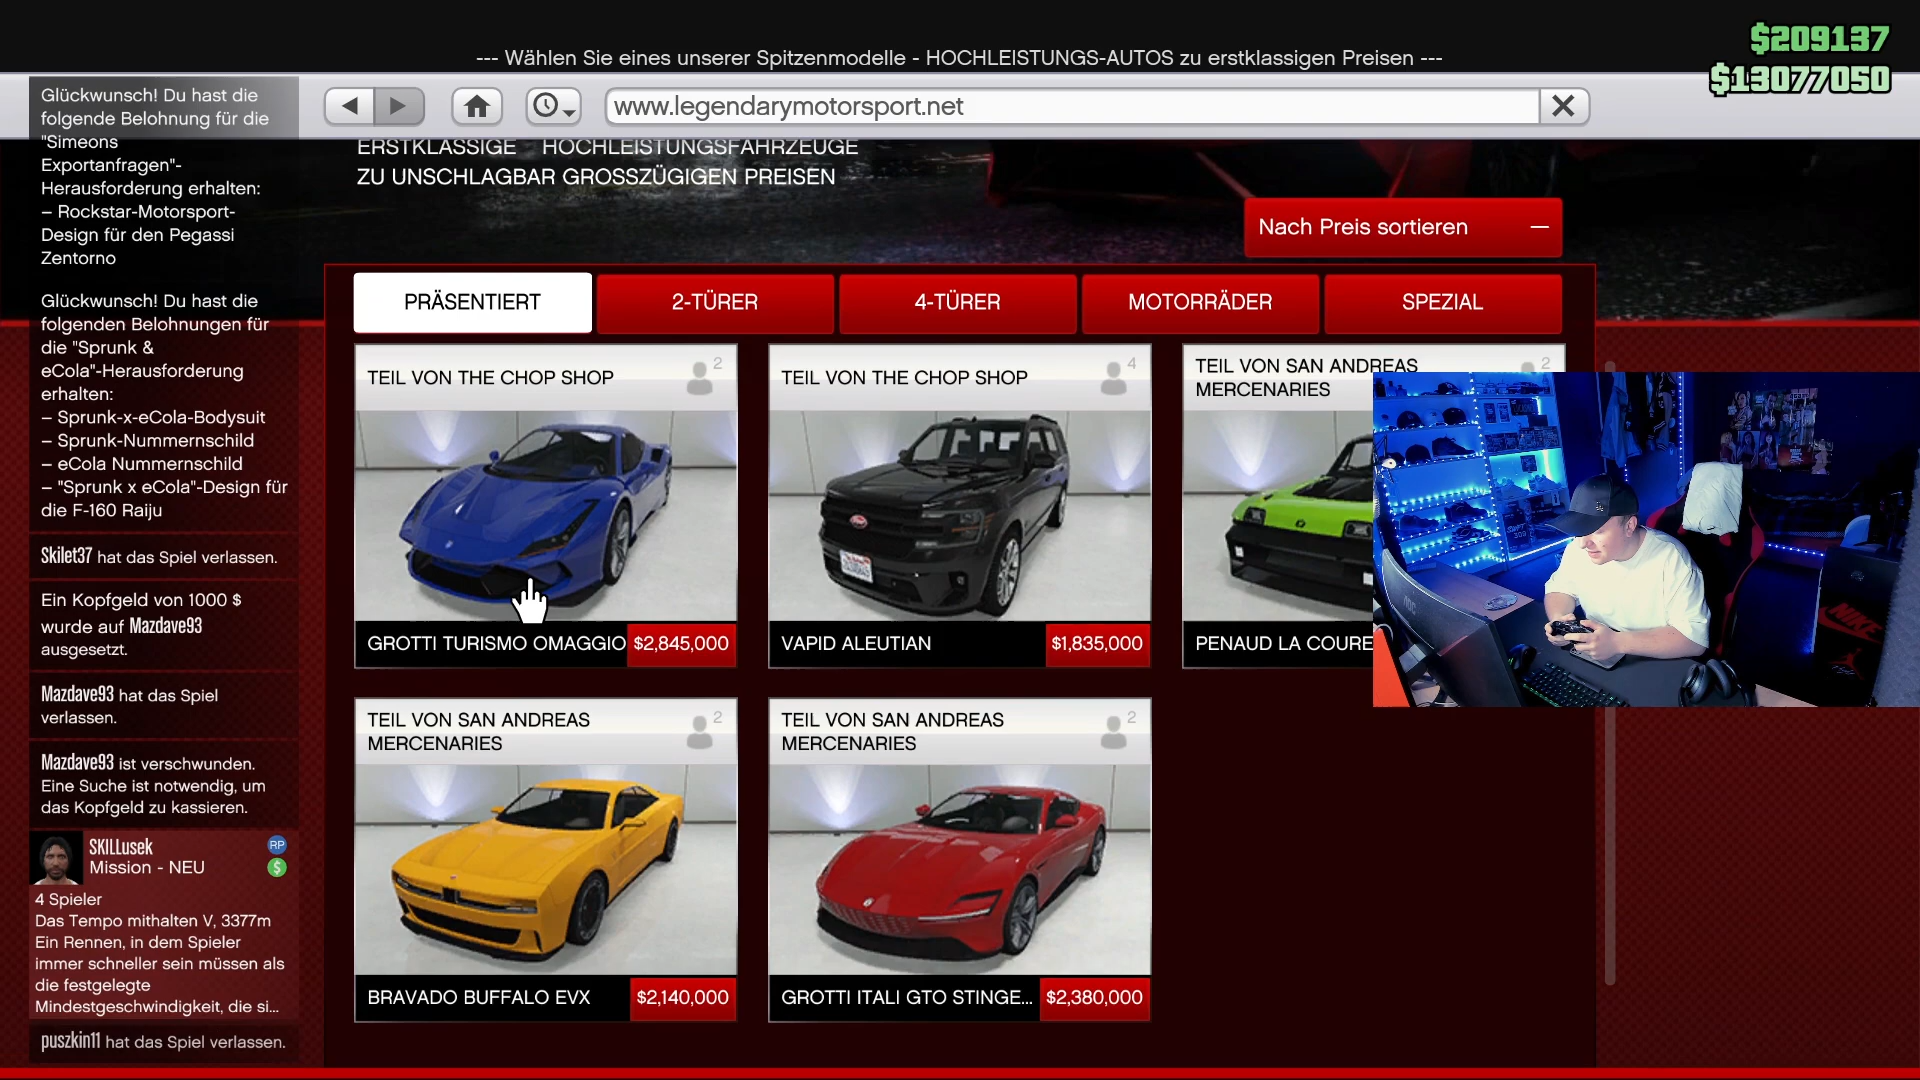 --- Wählen Sie eines unserer Spitzenmodelle - HOCHLEISTUNGS-AUTOS zu erstklassigen Preisen ---
$209137
$13077050
www.legendarymotorsport.net
Glückwunsch! Du hast die
folgende Belohnung für die
"Simeons
Exportanfragen"-
Herausforderung erhalten:
– Rockstar-Motorsport-
Design für den Pegassi
Zentorno
Glückwunsch! Du hast die
folgenden Belohnungen für
die "Sprunk &
eCola"-Herausforderung
erhalten:
– Sprunk-x-eCola-Bodysuit
– Sprunk-Nummernschild
– eCola Nummernschild
– "Sprunk x eCola"-Design für
die F-160 Raiju
Skilet37 hat das Spiel verlassen.
Ein Kopfgeld von 1000 $
wurde auf Mazdave93
ausgesetzt.
Mazdave93 hat das Spiel
verlassen.
Mazdave93 ist verschwunden.
Eine Suche ist notwendig, um
das Kopfgeld zu kassieren.
SKILLusek
RP
Mission - NEU
$
4 Spieler
Das Tempo mithalten V, 3377m
Ein Rennen, in dem Spieler
immer schneller sein müssen als
die festgelegte
Mindestgeschwindigkeit, die si...
puszkin11 hat das Spiel verlassen.
ERSTKLASSIGE HOCHLEISTUNGSFAHRZEUGE
ZU UNSCHLAGBAR GROSSZÜGIGEN PREISEN
Nach Preis sortieren
PRÄSENTIERT
2-TÜRER
4-TÜRER
MOTORRÄDER
SPEZIAL
TEIL VON THE CHOP SHOP
2
GROTTI TURISMO OMAGGIO
$2,845,000
TEIL VON THE CHOP SHOP
4
VAPID ALEUTIAN
$1,835,000
TEIL VON SAN ANDREAS
MERCENARIES
2
PENAUD LA COURE
TEIL VON SAN ANDREAS
MERCENARIES
2
BRAVADO BUFFALO EVX
$2,140,000
TEIL VON SAN ANDREAS
MERCENARIES
2
GROTTI ITALI GTO STINGE...
$2,380,000
AOC
NIKE